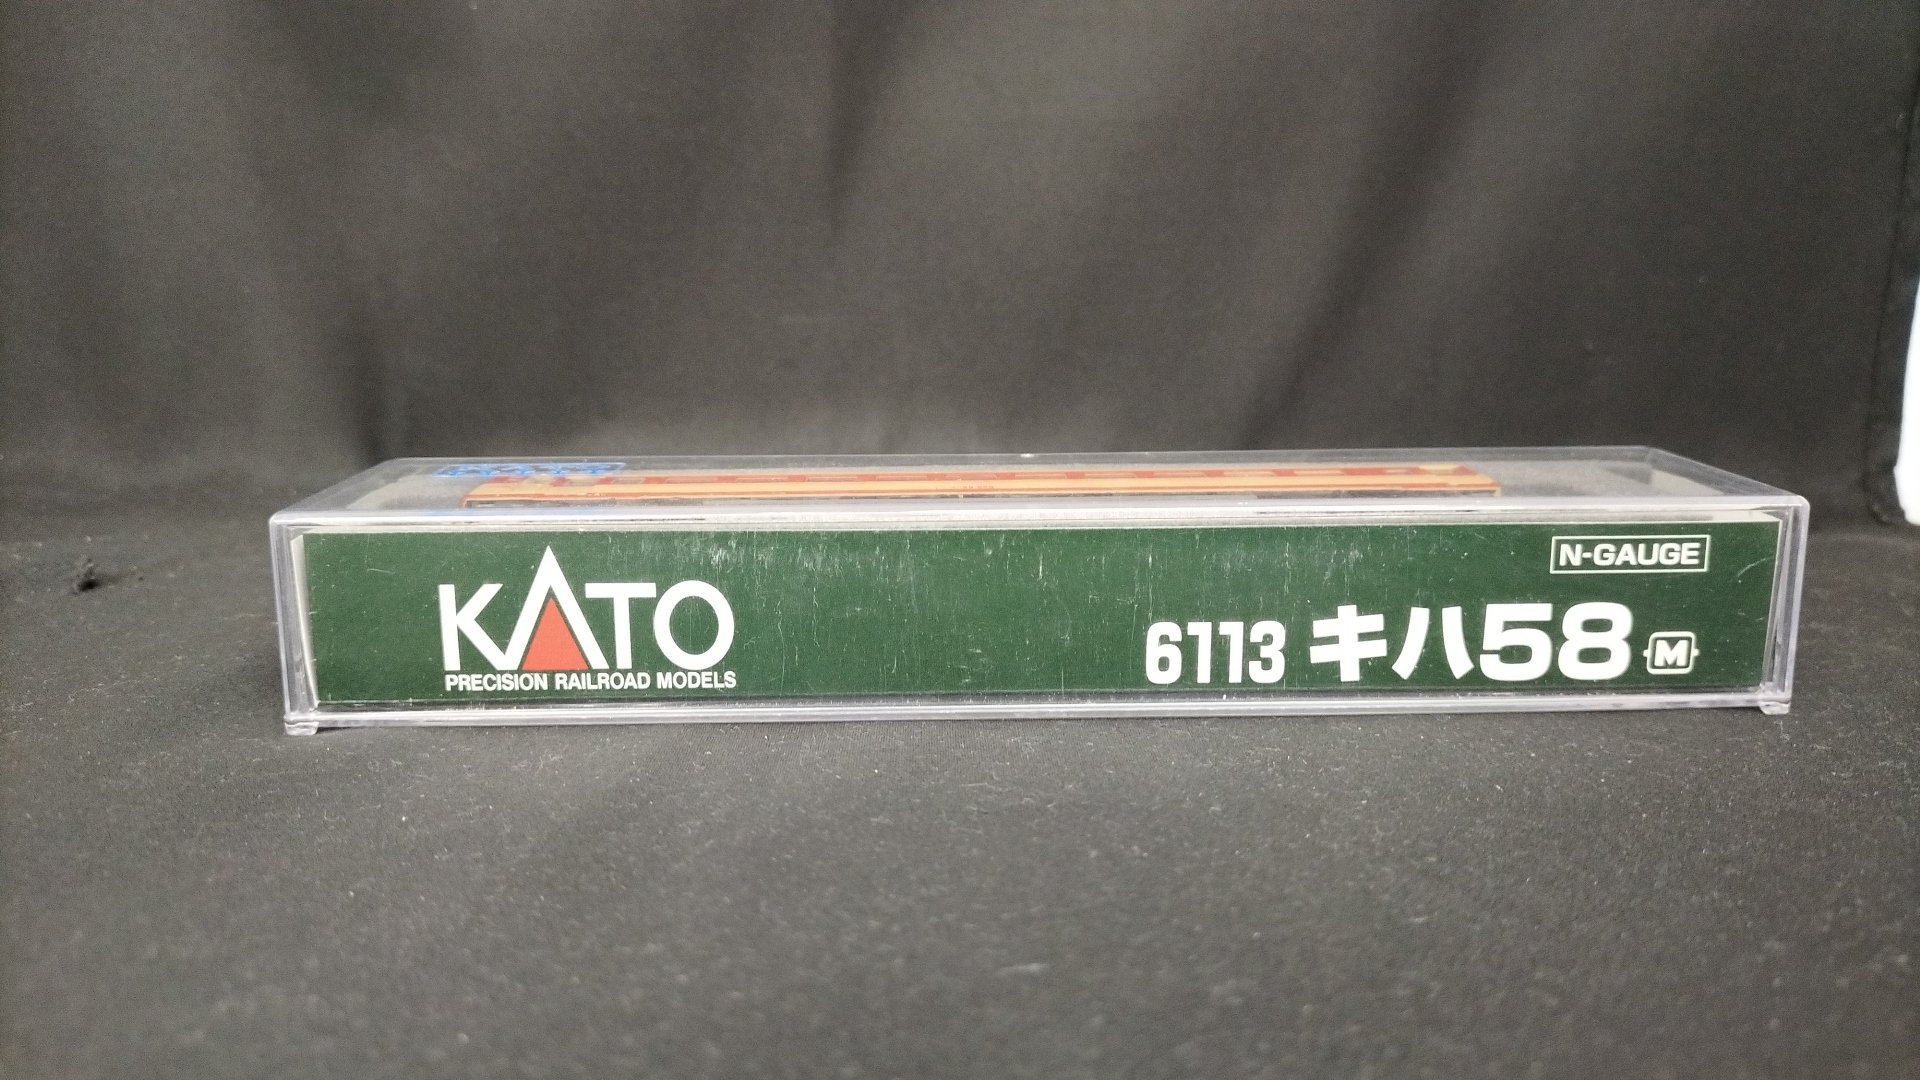 KATO
PRECISION RAILROAD MODELS
N-GAUGE
6113 キハ58 M